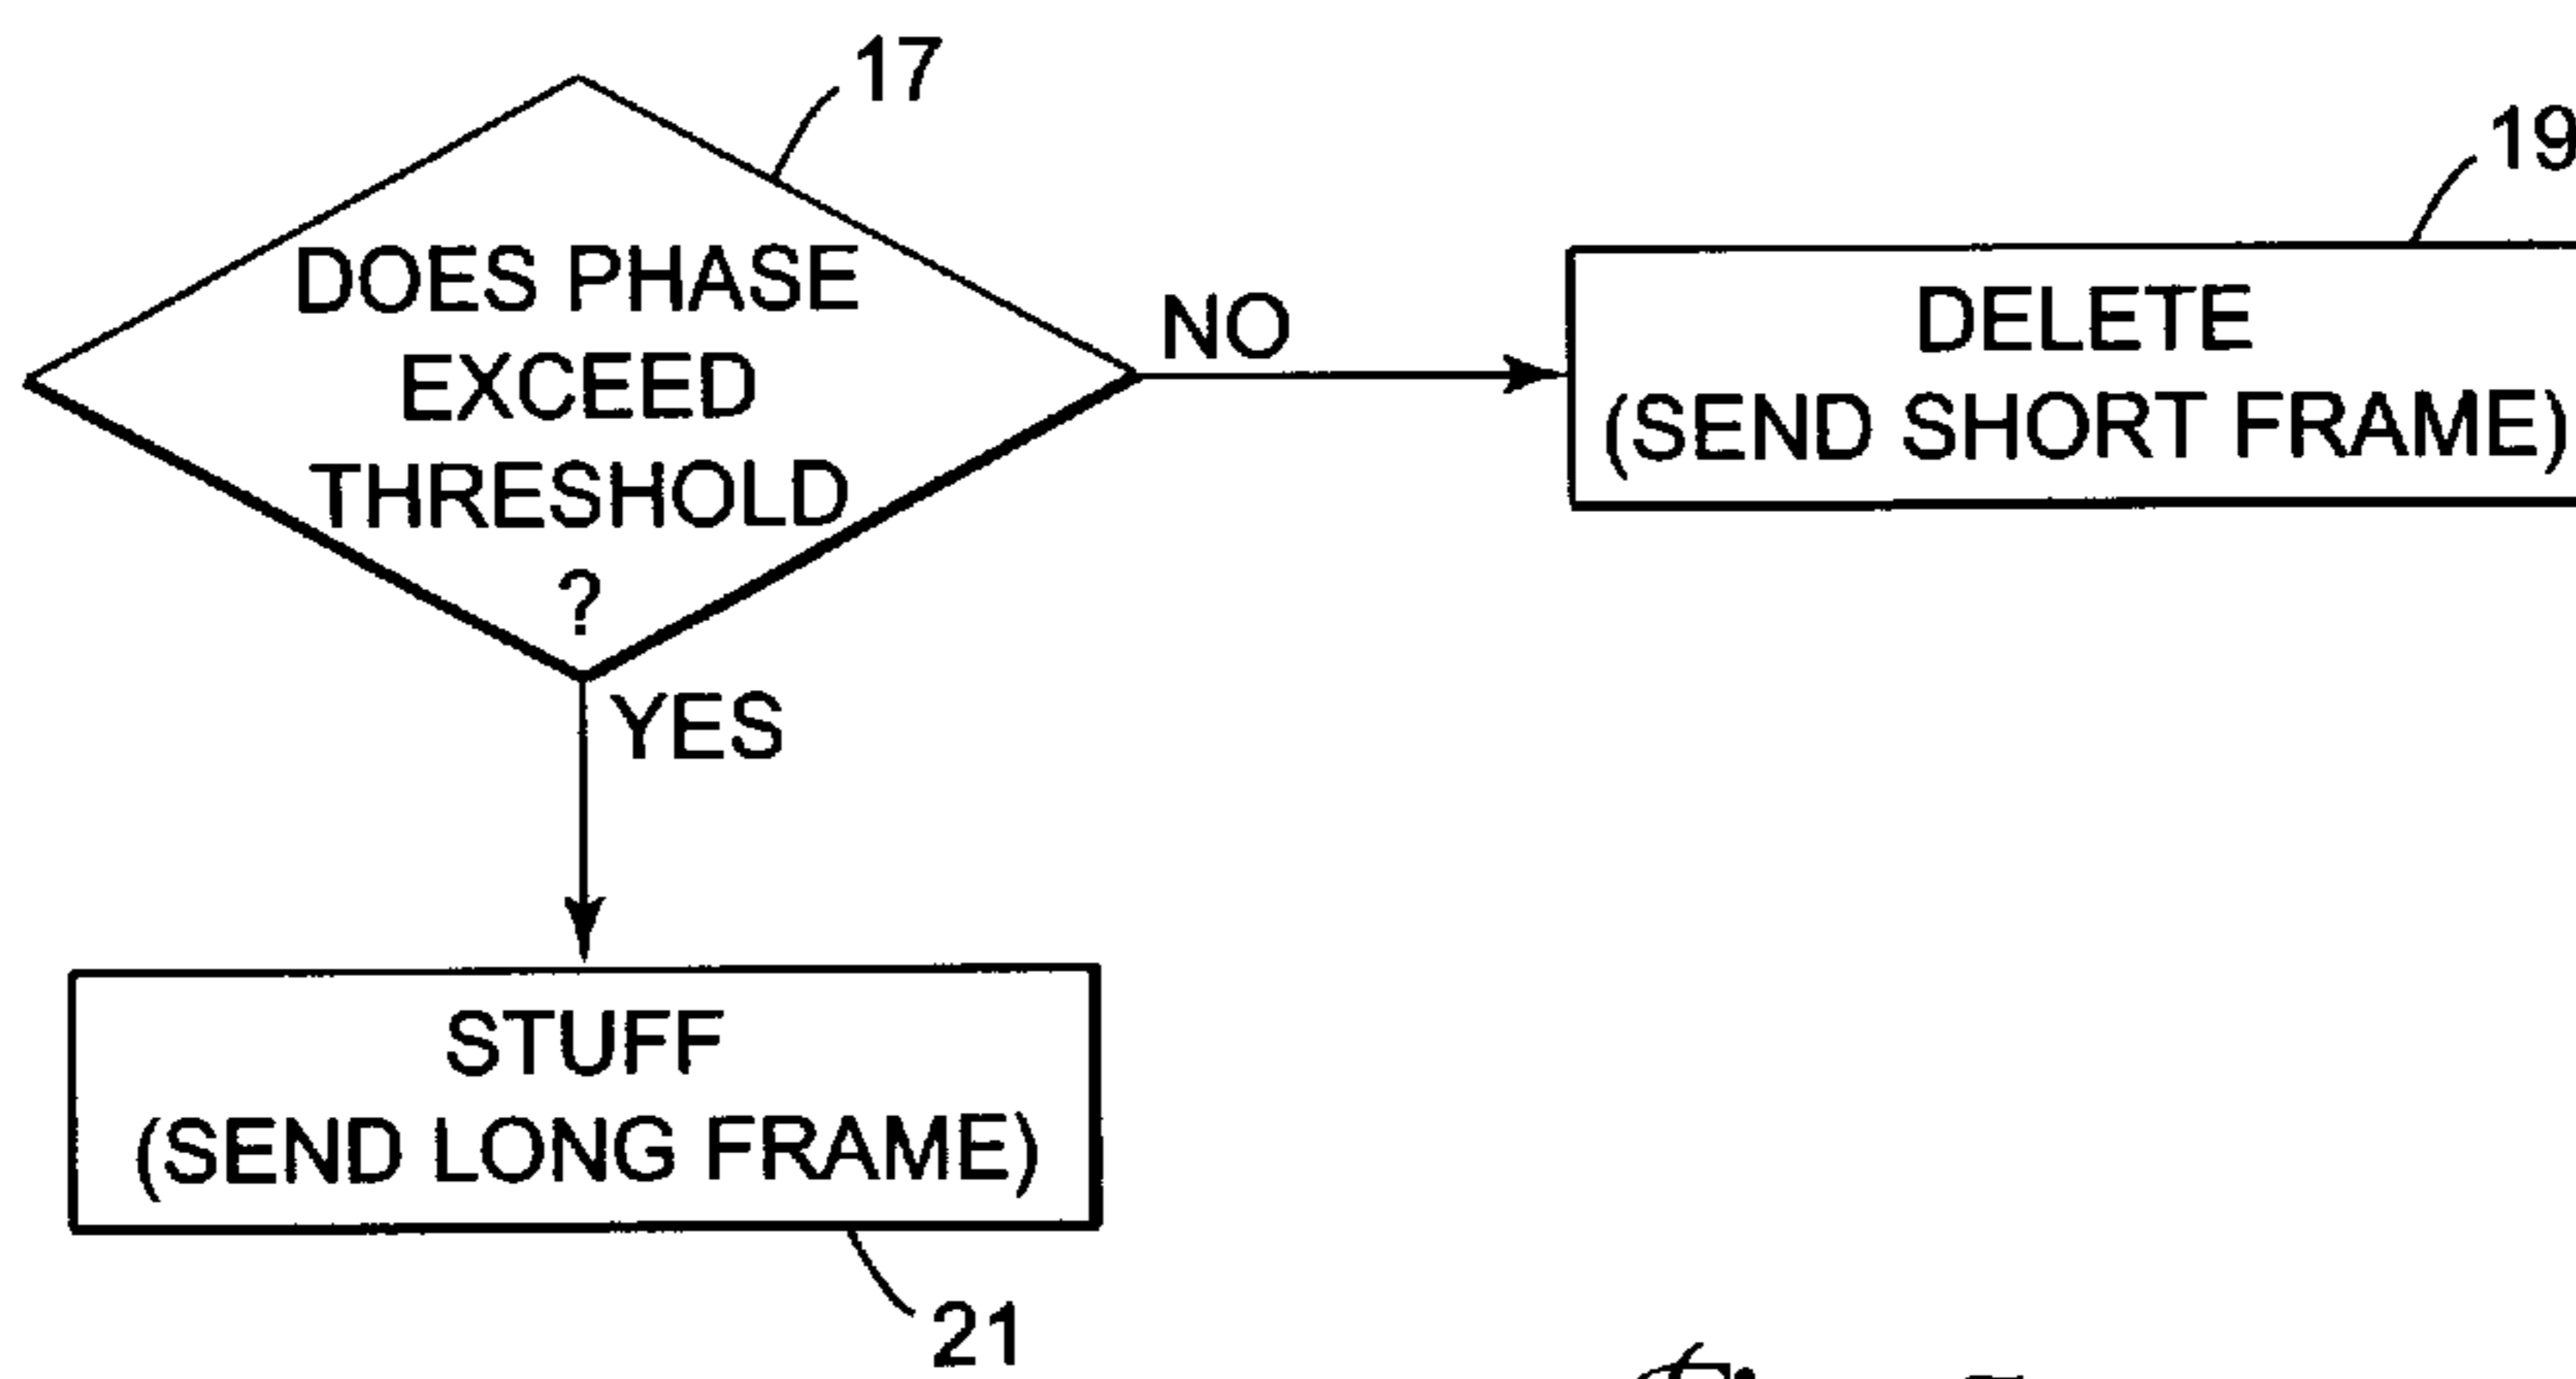 17
DOES PHASE
EXCEED
THRESHOLD
?
NO
19
DELETE
(SEND SHORT FRAME)
YES
STUFF
(SEND LONG FRAME)
21